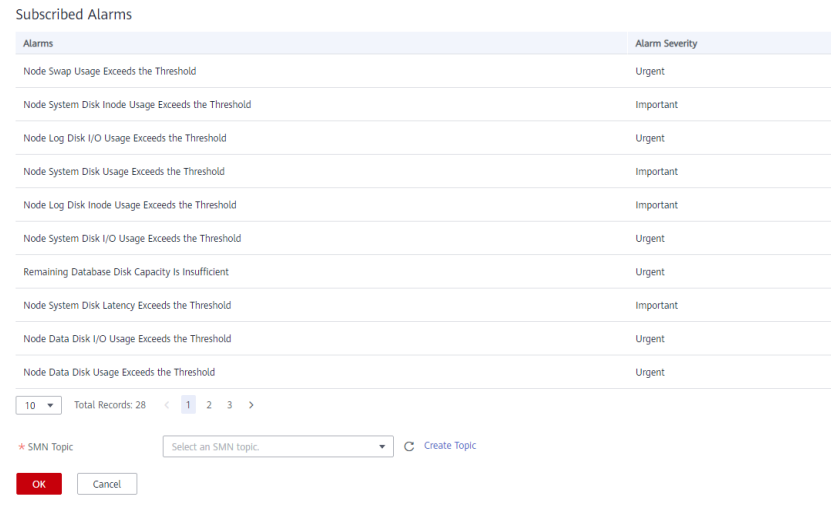 Subscribed Alarms
Alarms Alarm Severity
Node Swap Usage Exceeds the Threshold Urgent
Node System Disk Inode Usage Exceeds the Threshold Important
Node Log Disk I/O Usage Exceeds the Threshold Urgent
Node System Disk Usage Exceeds the Threshold Important
Node Log Disk Inode Usage Exceeds the Threshold Important
Node System Disk I/O Usage Exceeds the Threshold Urgent
Remaining Database Disk Capacity Is Insufficient Urgent
Node System Disk Latency Exceeds the Threshold Important
Node Data Disk I/O Usage Exceeds the Threshold Urgent
Node Data Disk Usage Exceeds the Threshold Urgent
10 Total Records: 28 < 1 2 3 >
* SMN Topic Select an SMN topic. Create Topic
OK Cancel